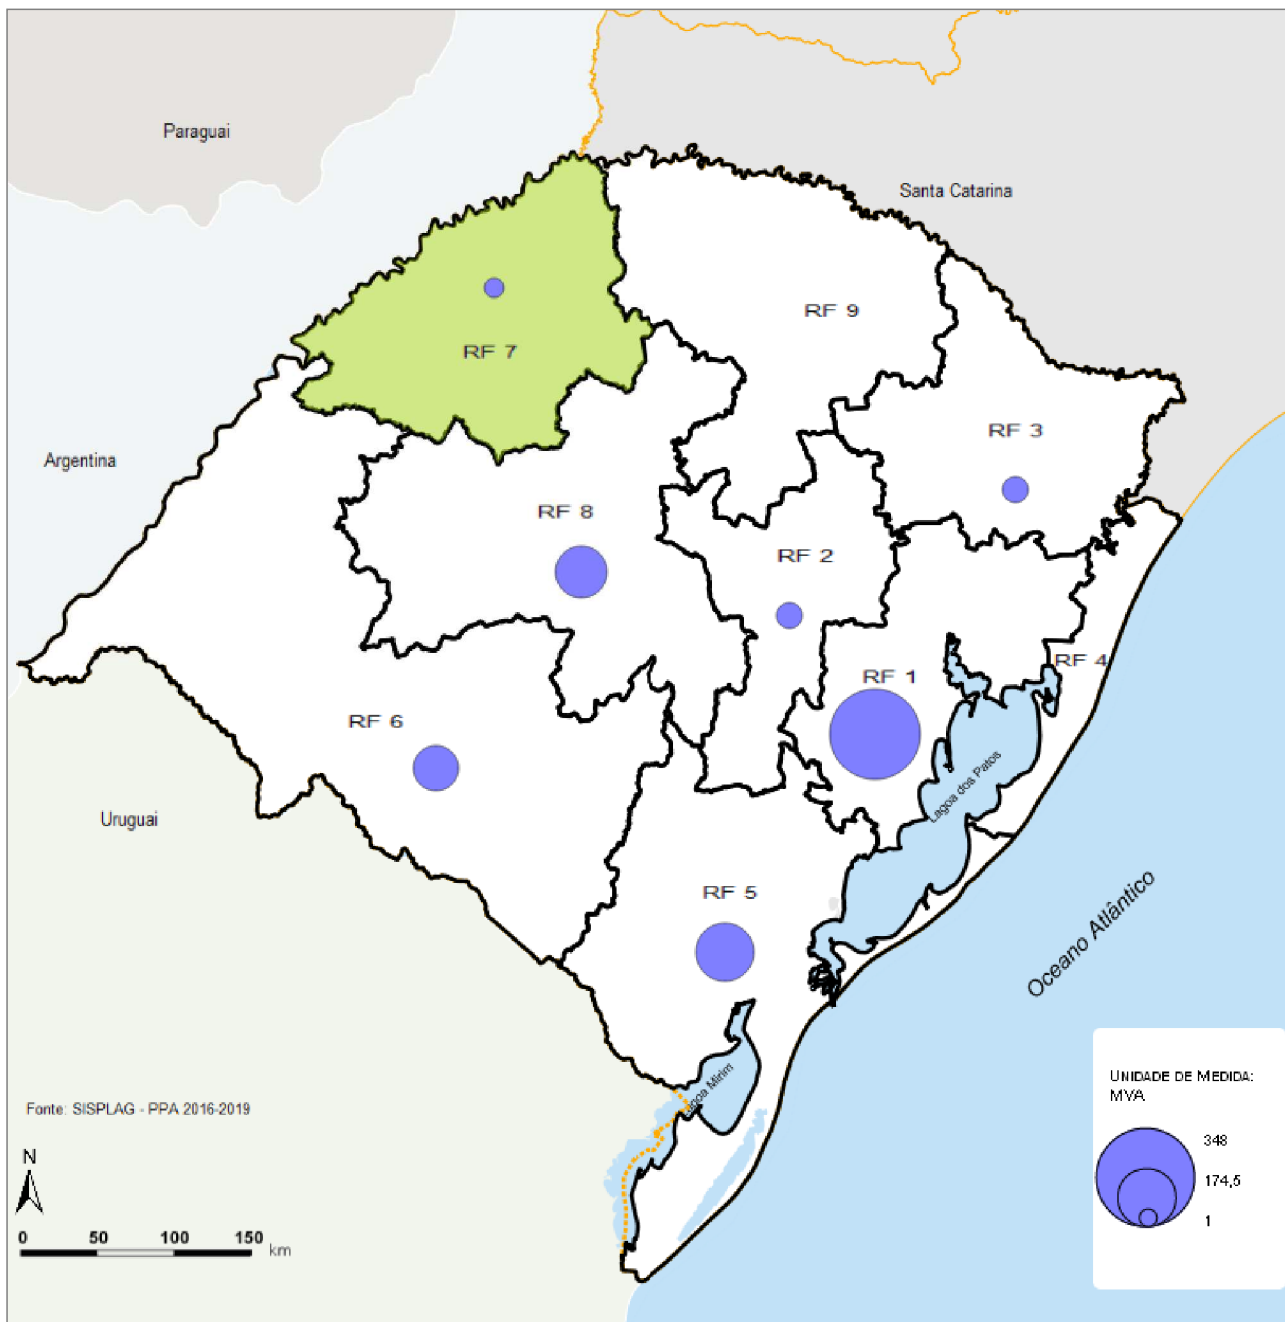 Paraguai
Santa Catarina
RF 9
RF 7
RF 3
Argentina
RF 8
RF 2
RF 4
RF 1
RF 6
Lagoa dos Patos
Uruguai
RF 5
Oceano Atlântico
Lagoa Mirim
UNIDADE DE MEDIDA:
MVA
Fonte: SISPLAG - PPA 2016-2019
348
N
174,5
1
0 50 100 150
km